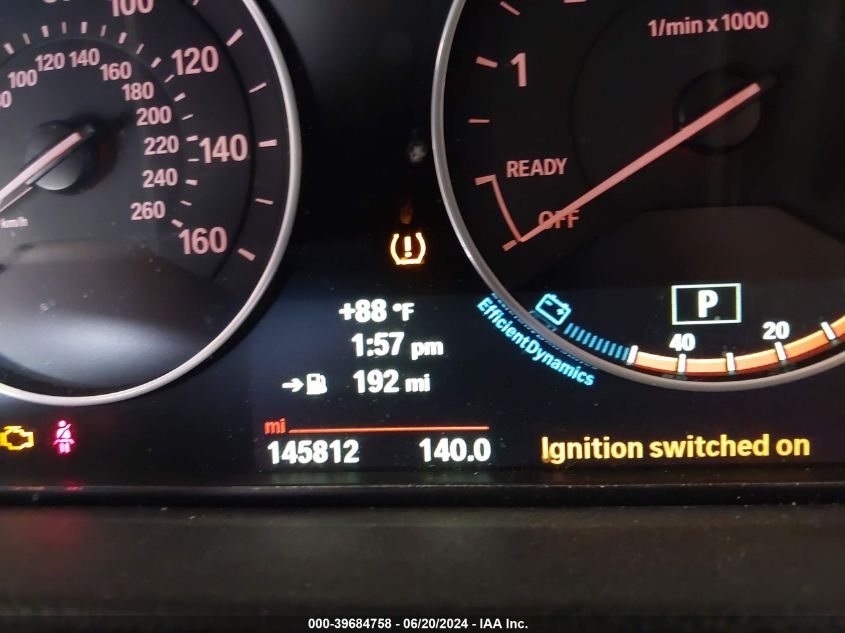 100
120
140
160
100 120 140 160 180 200 220 240 260
km/h
1/min x 1000
1
READY
OFF
+88 °F
1:57 pm
192 mi
mi
145812 140.0
EfficientDynamics
P
40 20
Ignition switched on
000-39684758 - 06/20/2024 - IAA Inc.